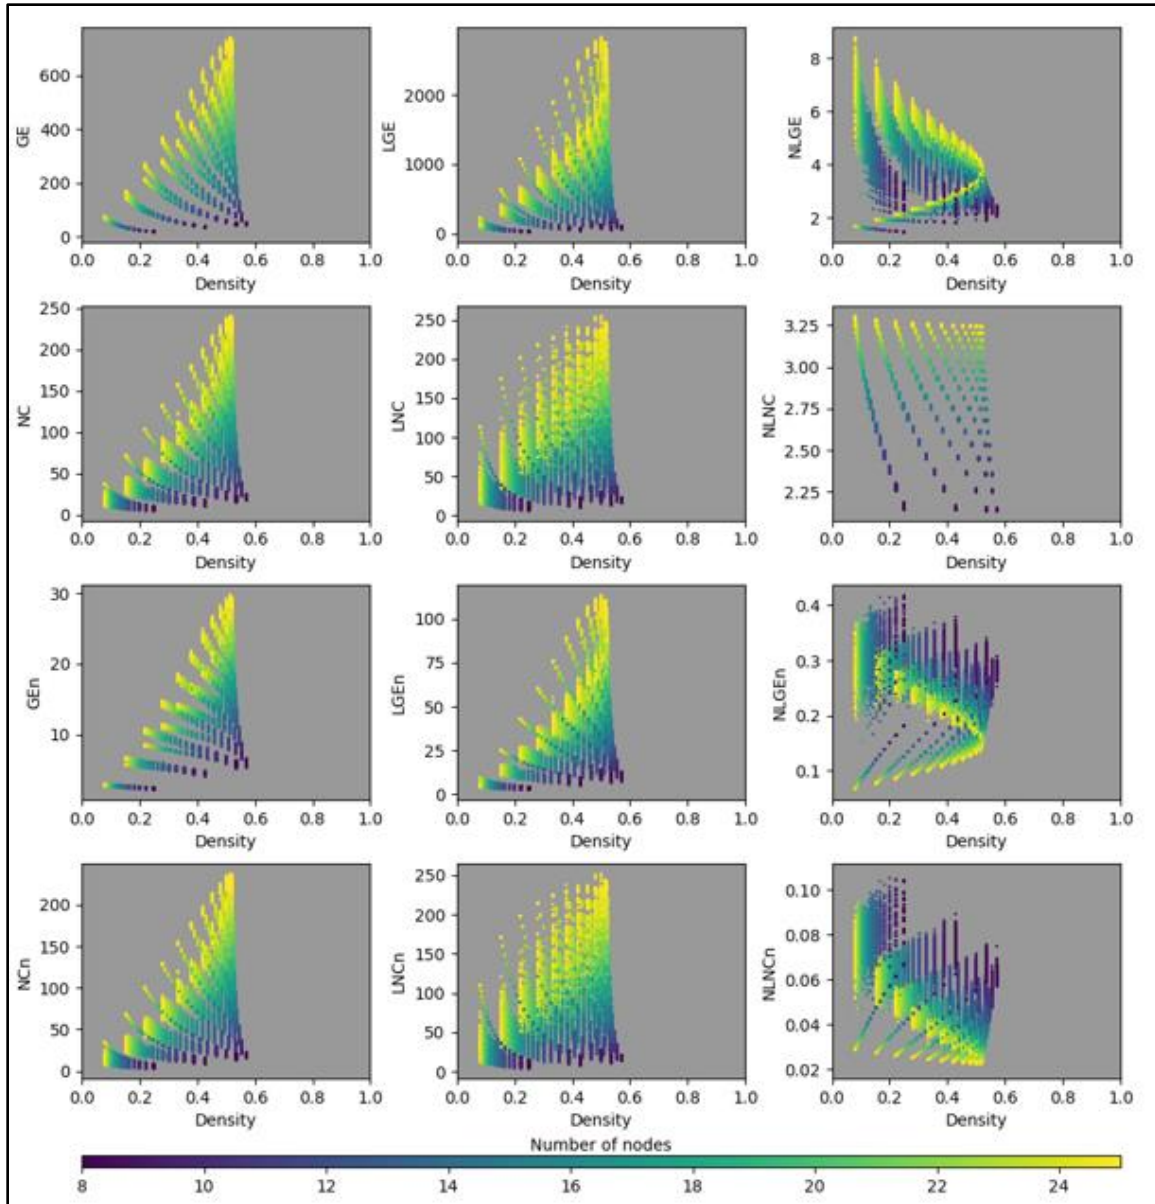 GE
600
400
200
0
0.0 0.2 0.4 0.6 0.8 1.0
Density
LGE
2000
1000
0
0.0 0.2 0.4 0.6 0.8 1.0
Density
NLGE
8
6
4
2
0.0 0.2 0.4 0.6 0.8 1.0
Density
NC
250
200
150
100
50
0
0.0 0.2 0.4 0.6 0.8 1.0
Density
LNC
250
200
150
100
50
0
0.0 0.2 0.4 0.6 0.8 1.0
Density
NLNC
3.25
3.00
2.75
2.50
2.25
0.0 0.2 0.4 0.6 0.8 1.0
Density
GEn
30
20
10
0.0 0.2 0.4 0.6 0.8 1.0
Density
LGEn
100
75
50
25
0
0.0 0.2 0.4 0.6 0.8 1.0
Density
NLGEn
0.4
0.3
0.2
0.1
0.0 0.2 0.4 0.6 0.8 1.0
Density
NCn
200
150
100
50
0
0.0 0.2 0.4 0.6 0.8 1.0
Density
LNCn
250
200
150
100
50
0
0.0 0.2 0.4 0.6 0.8 1.0
Density
NLNCn
0.10
0.08
0.06
0.04
0.02
0.0 0.2 0.4 0.6 0.8 1.0
Density
Number of nodes
8 10 12 14 16 18 20 22 24